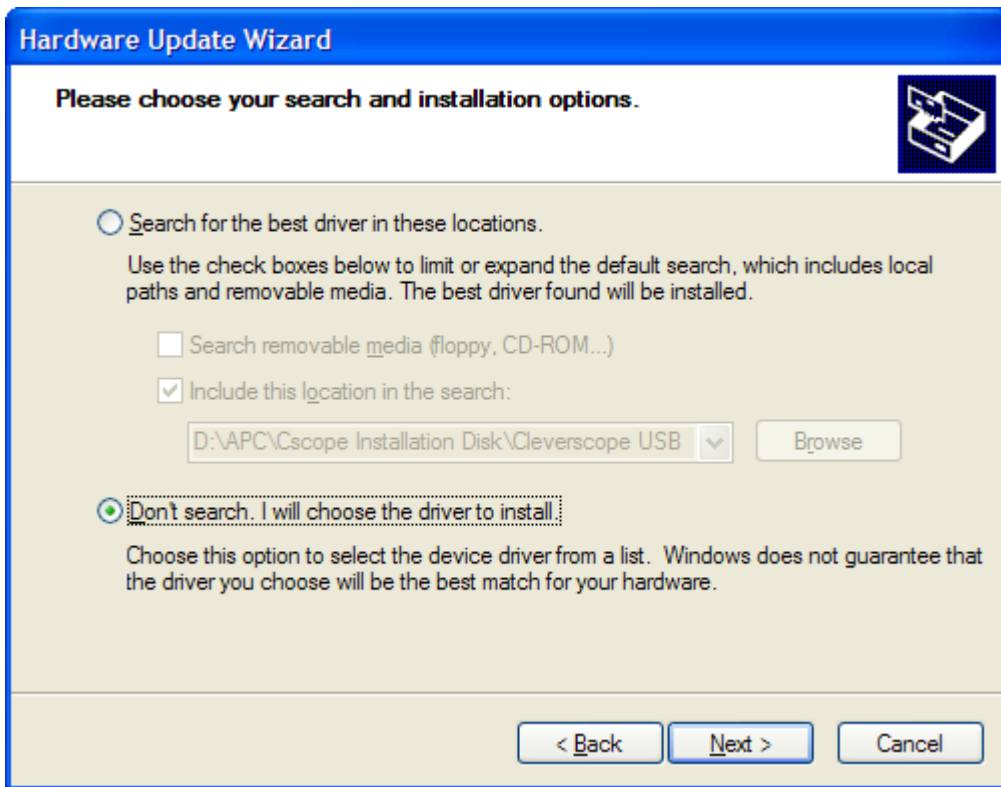 Hardware Update Wizard
Please choose your search and installation options.
Search for the best driver in these locations.
Use the check boxes below to limit or expand the default search, which includes local
paths and removable media. The best driver found will be installed.
Search removable media (floppy, CD-ROM...)
Include this location in the search:
D:\APC\Cscope Installation Disk\Cleverscope USB
Browse
Don't search. I will choose the driver to install.
Choose this option to select the device driver from a list.  Windows does not guarantee that
the driver you choose will be the best match for your hardware.
< Back
Next >
Cancel